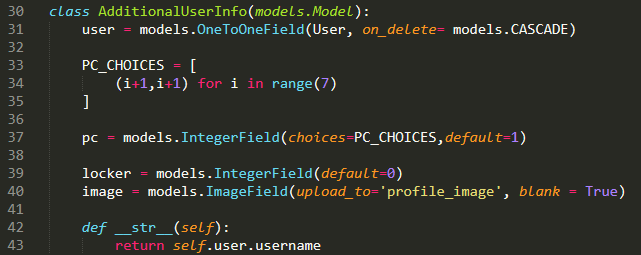 30 class AdditionalUserInfo(models.Model):
31     user = models.OneToOneField(User, on_delete= models.CASCADE)
32
33     PC_CHOICES = [
34         (i+1,i+1) for i in range(7)
35     ]
36
37     pc = models.IntegerField(choices=PC_CHOICES,default=1)
38
39     locker = models.IntegerField(default=0)
40     image = models.ImageField(upload_to='profile_image', blank = True)
41
42     def __str__(self):
43         return self.user.username